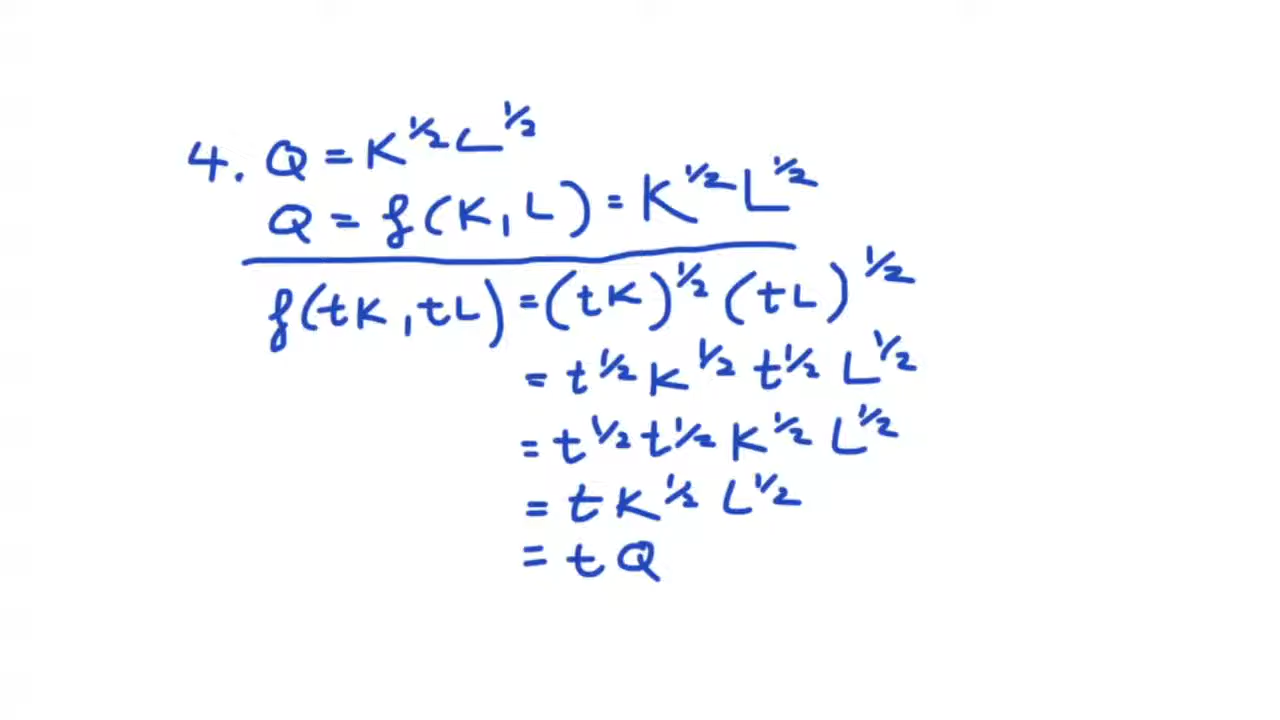 4. Q = K^1/2 L^1/2
Q = f(K, L) = K^1/2 L^1/2
f(tK, tL) = (tK)^1/2 (tL)^1/2
= t^1/2 K^1/2 t^1/2 L^1/2
= t^1/2 t^1/2 K^1/2 L^1/2
= t K^1/2 L^1/2
= t Q